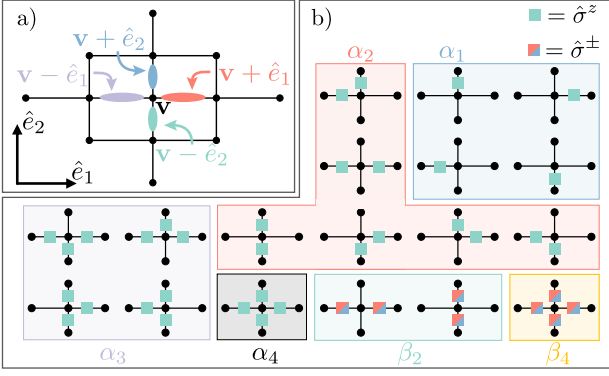 a)
v + ê₂
v − ê₁
v + ê₁
v
v − ê₂
ê₂
ê₁
b)
= σ̂ᶻ
= σ̂±
α₂
α₁
α₃
α₄
β₂
β₄